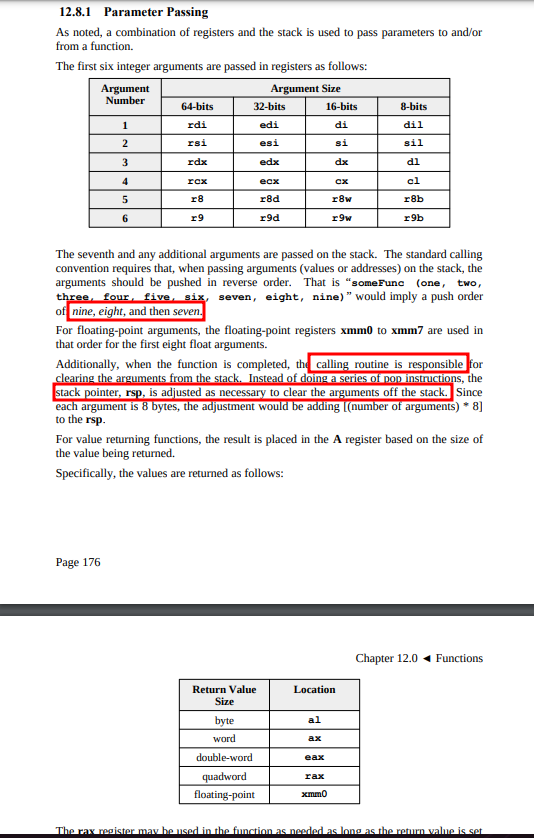 12.8.1 Parameter Passing
As noted, a combination of registers and the stack is used to pass parameters to and/or
from a function.
The first six integer arguments are passed in registers as follows:
Argument Number Argument Size
64-bits 32-bits 16-bits 8-bits
1 rdi edi di dil
2 rsi esi si sil
3 rdx edx dx dl
4 rcx ecx cx cl
5 r8 r8d r8w r8b
6 r9 r9d r9w r9b
The seventh and any additional arguments are passed on the stack. The standard calling
convention requires that, when passing arguments (values or addresses) on the stack, the
arguments should be pushed in reverse order. That is “someFunc (one, two,
three, four, five, six, seven, eight, nine)” would imply a push order
of nine, eight, and then seven.
For floating-point arguments, the floating-point registers xmm0 to xmm7 are used in
that order for the first eight float arguments.
Additionally, when the function is completed, the calling routine is responsible for
clearing the arguments from the stack. Instead of doing a series of pop instructions, the
stack pointer, rsp, is adjusted as necessary to clear the arguments off the stack. Since
each argument is 8 bytes, the adjustment would be adding [(number of arguments) * 8]
to the rsp.
For value returning functions, the result is placed in the A register based on the size of
the value being returned.
Specifically, the values are returned as follows:
Page 176
Chapter 12.0 ◄ Functions
Return Value Size Location
byte al
word ax
double-word eax
quadword rax
floating-point xmm0
The rax register may be used in the function as needed as long as the return value is set